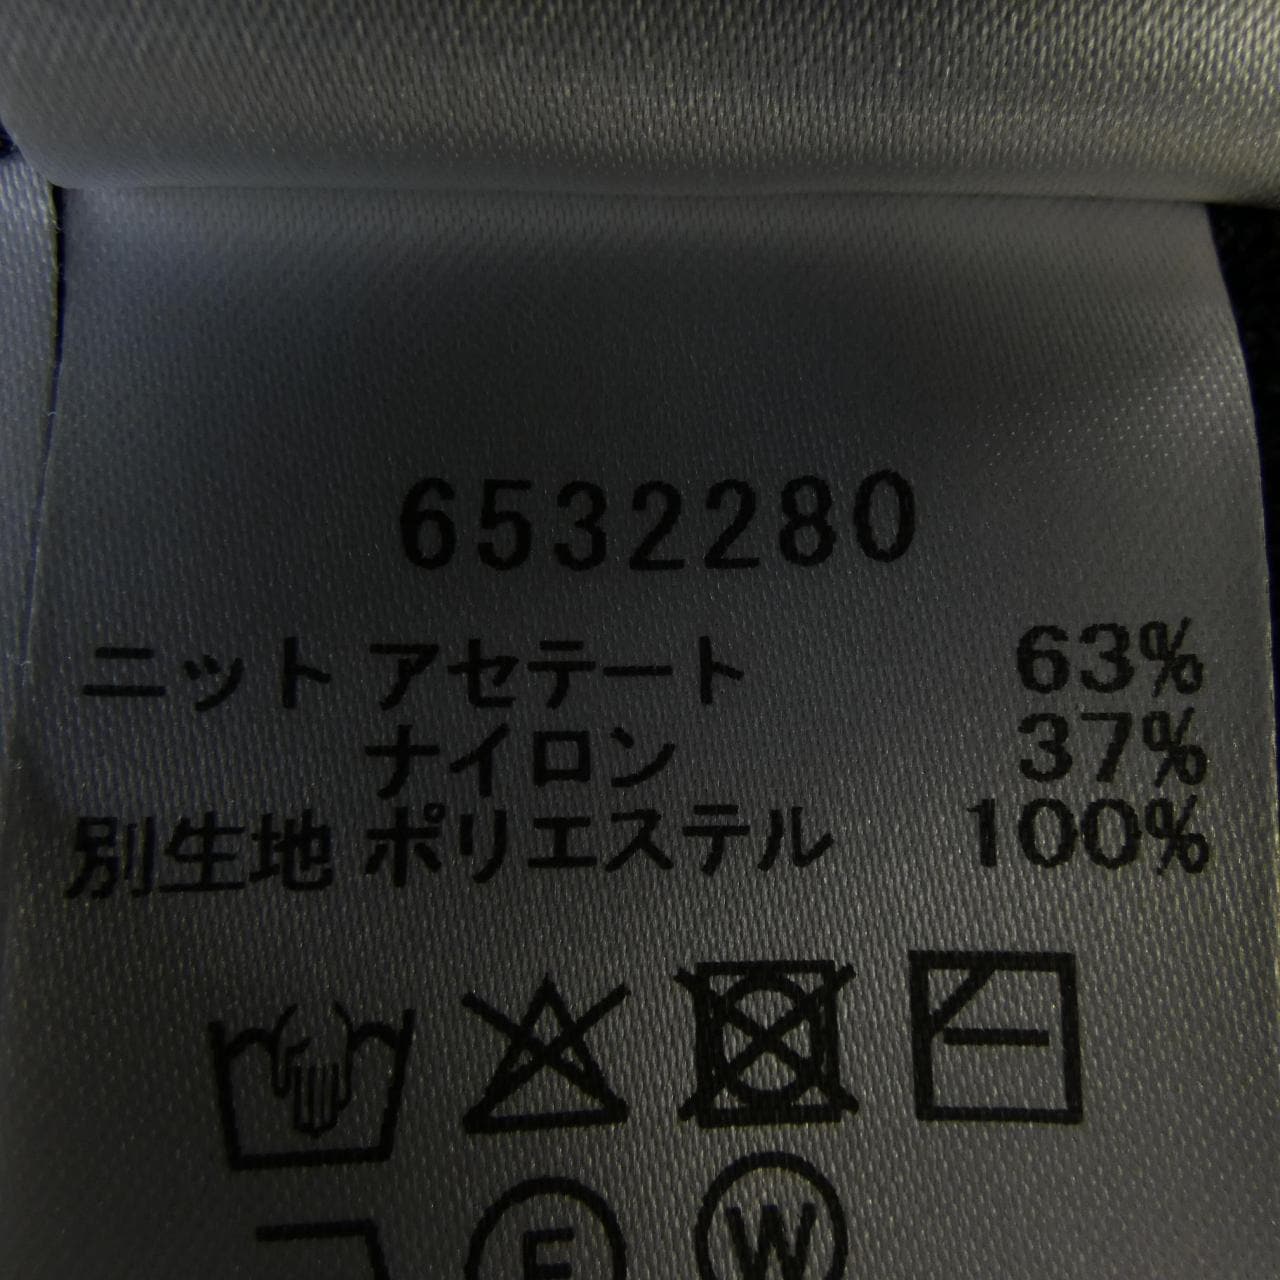 6532280
ニット アセテート 63%
ナイロン 37%
別生地 ポリエステル 100%
F W